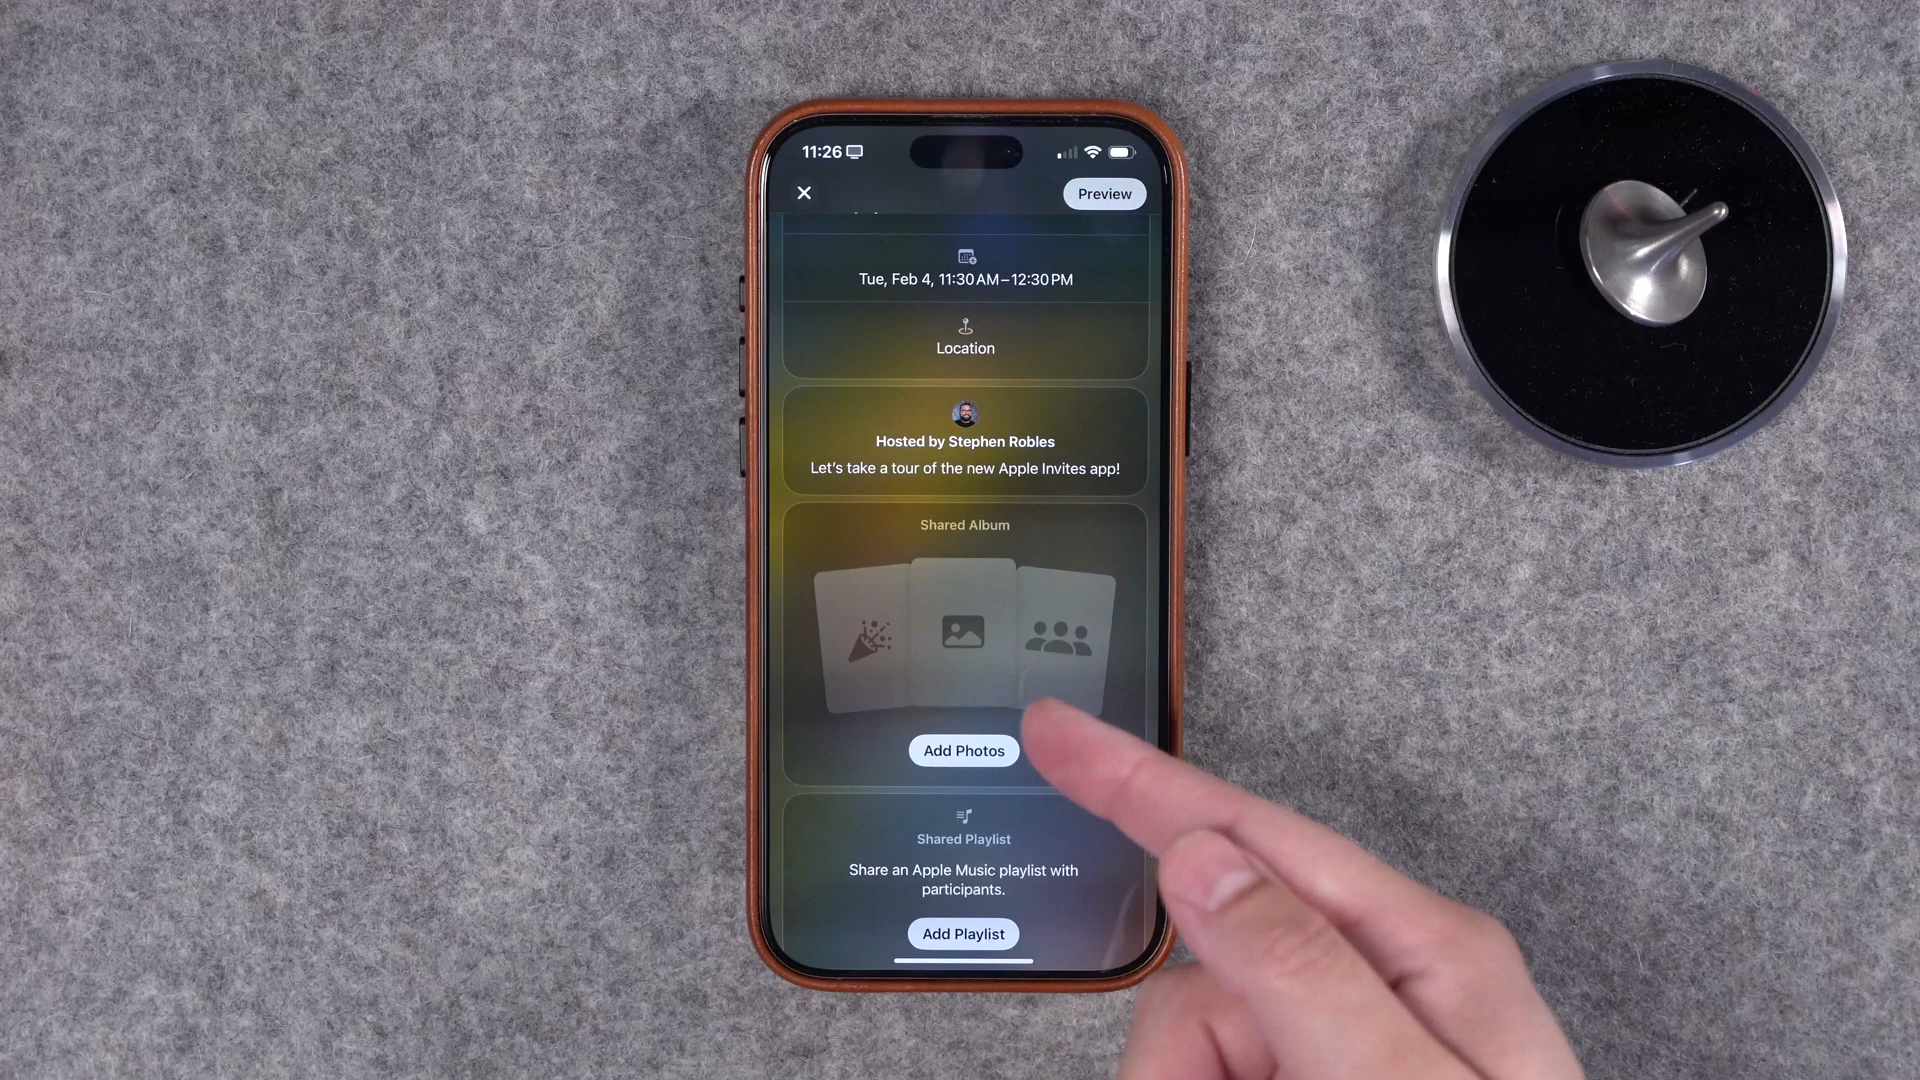 11:26
Preview
Tue, Feb 4, 11:30 AM – 12:30 PM
Location
Hosted by Stephen Robles
Let's take a tour of the new Apple Invites app!
Shared Album
Add Photos
Shared Playlist
Share an Apple Music playlist with
participants.
Add Playlist